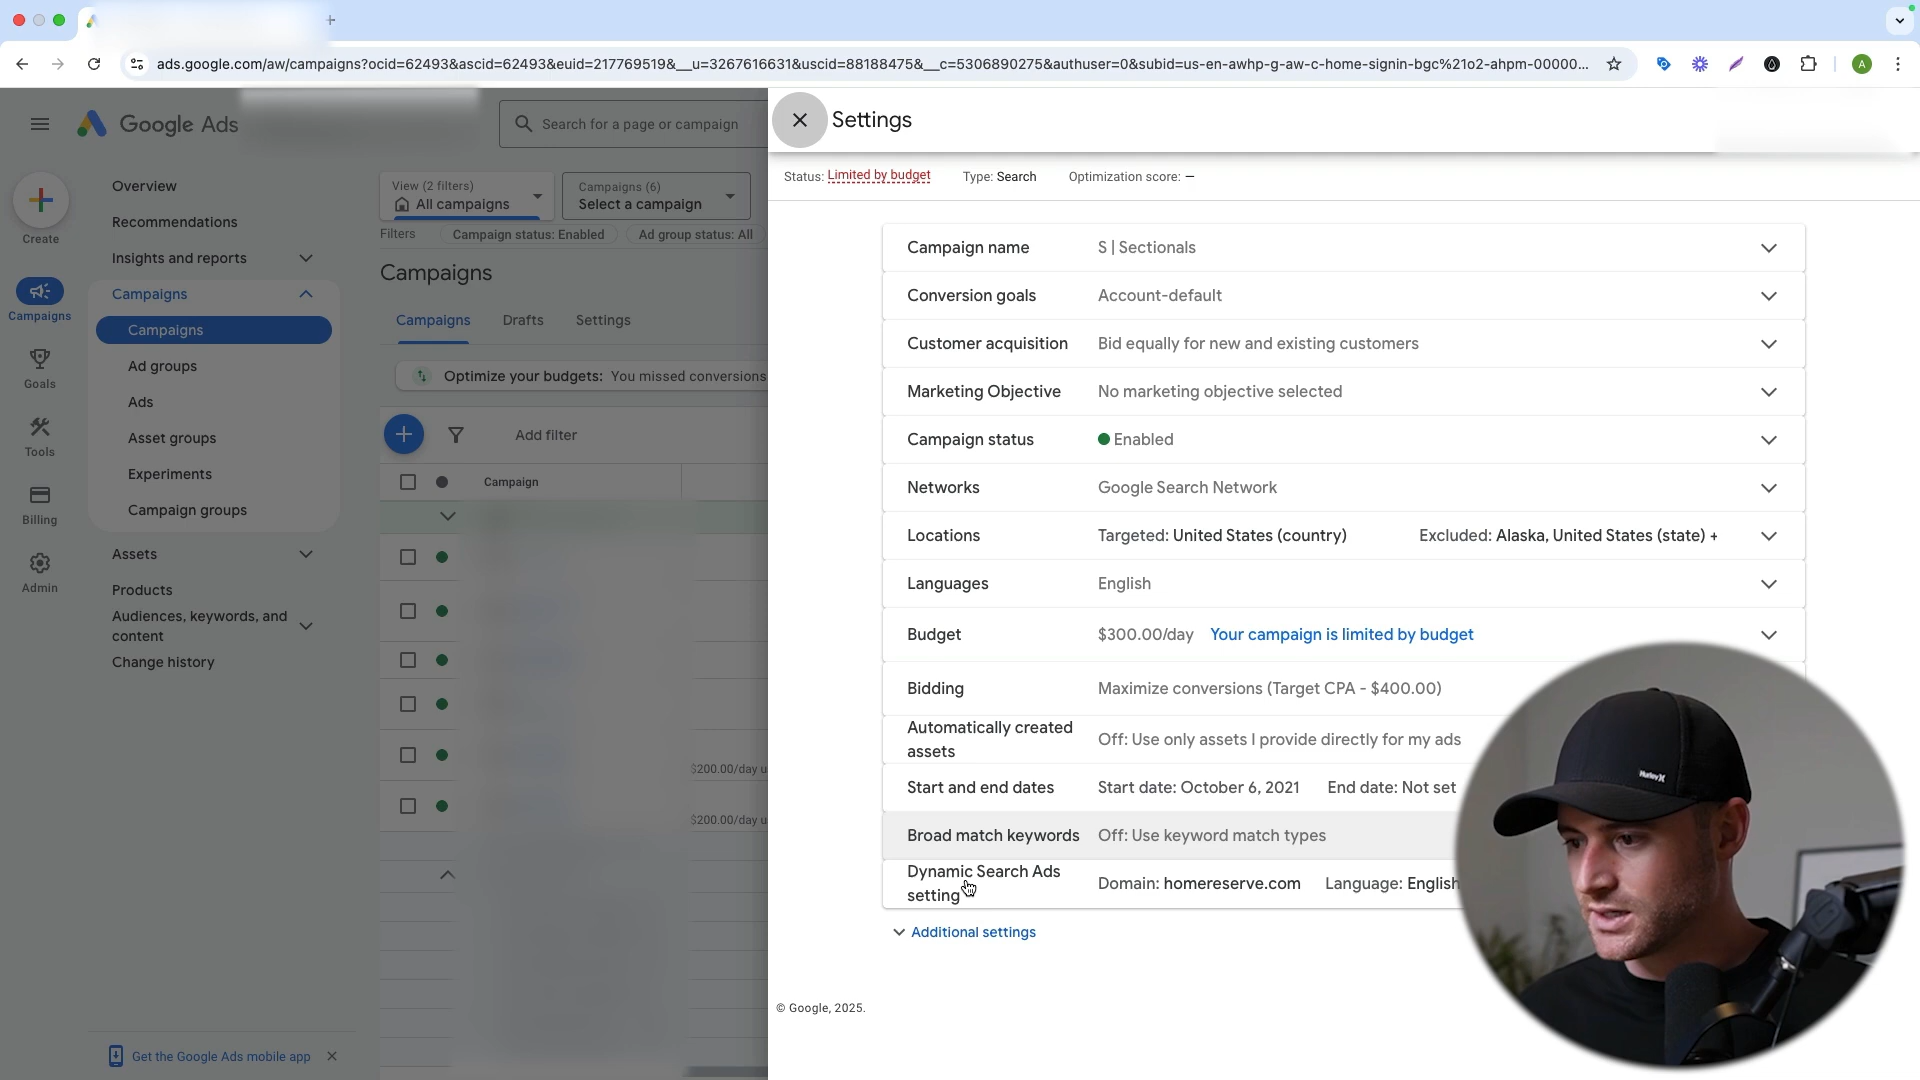 ads.google.com/aw/campaigns?ocid=62493&ascid=62493&euid=217769519&__u=3267616631&uscid=88188475&__c=5306890275&authuser=0&subid=us-en-awhp-g-aw-c-home-signin-bgc%21o2-ahpm-00000...
A
Google Ads
Search for a page or campaign
Create
Campaigns
Goals
Tools
Billing
Admin
Overview
Recommendations
Insights and reports
Campaigns
Campaigns
Ad groups
Ads
Asset groups
Experiments
Campaign groups
Assets
Products
Audiences, keywords, and
content
Change history
Get the Google Ads mobile app
View (2 filters)
All campaigns
Campaigns (6)
Select a campaign
Filters
Campaign status: Enabled
Ad group status: All
Campaigns
Campaigns
Drafts
Settings
Optimize your budgets: You missed conversions
Add filter
Campaign
$200.00/day
$200.00/day
Settings
Status: Limited by budget
Type: Search
Optimization score: –
Campaign name
S | Sectionals
Conversion goals
Account-default
Customer acquisition
Bid equally for new and existing customers
Marketing Objective
No marketing objective selected
Campaign status
Enabled
Networks
Google Search Network
Locations
Targeted: United States (country)
Excluded: Alaska, United States (state) +
Languages
English
Budget
$300.00/day
Your campaign is limited by budget
Bidding
Maximize conversions (Target CPA - $400.00)
Automatically created
assets
Off: Use only assets I provide directly for my ads
Start and end dates
Start date: October 6, 2021
End date: Not set
Broad match keywords
Off: Use keyword match types
Dynamic Search Ads
setting
Domain: homereserve.com
Language: English
Additional settings
© Google, 2025.
Hurley